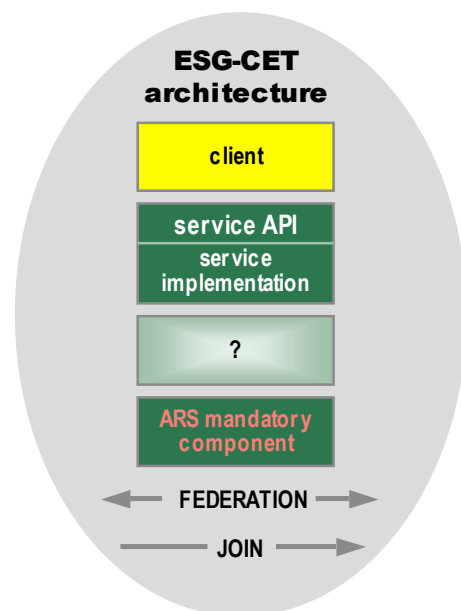 ESG-CET
architecture
client
service API
service
implementation
?
ARS mandatory
component
FEDERATION
JOIN